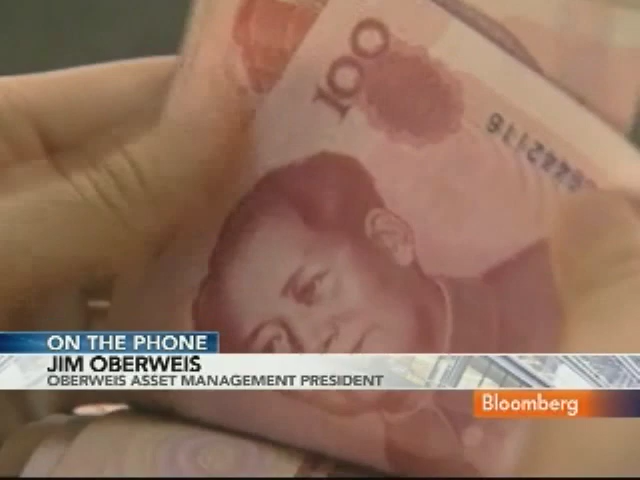 100
ON THE PHONE
JIM OBERWEIS
OBERWEIS ASSET MANAGEMENT PRESIDENT
Bloomberg